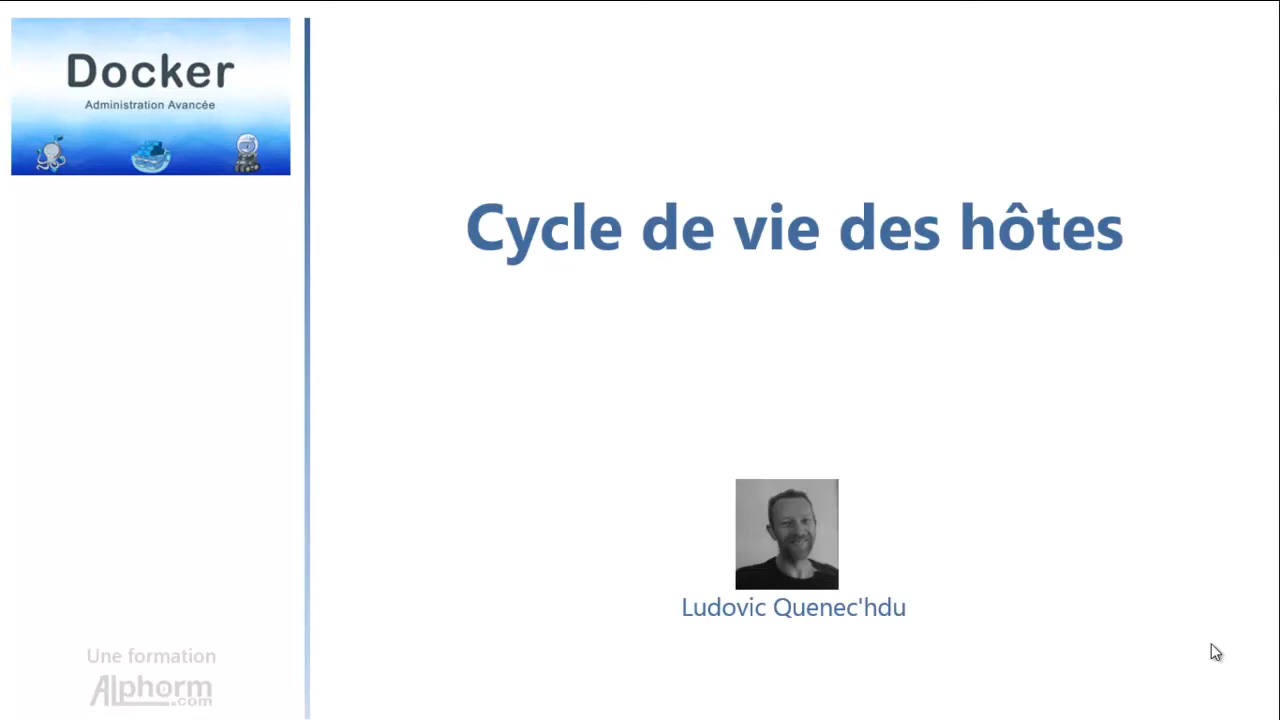 Docker
Administration Avancée
Cycle de vie des hôtes
Ludovic Quenec'hdu
Une formation
Alphorm
.com